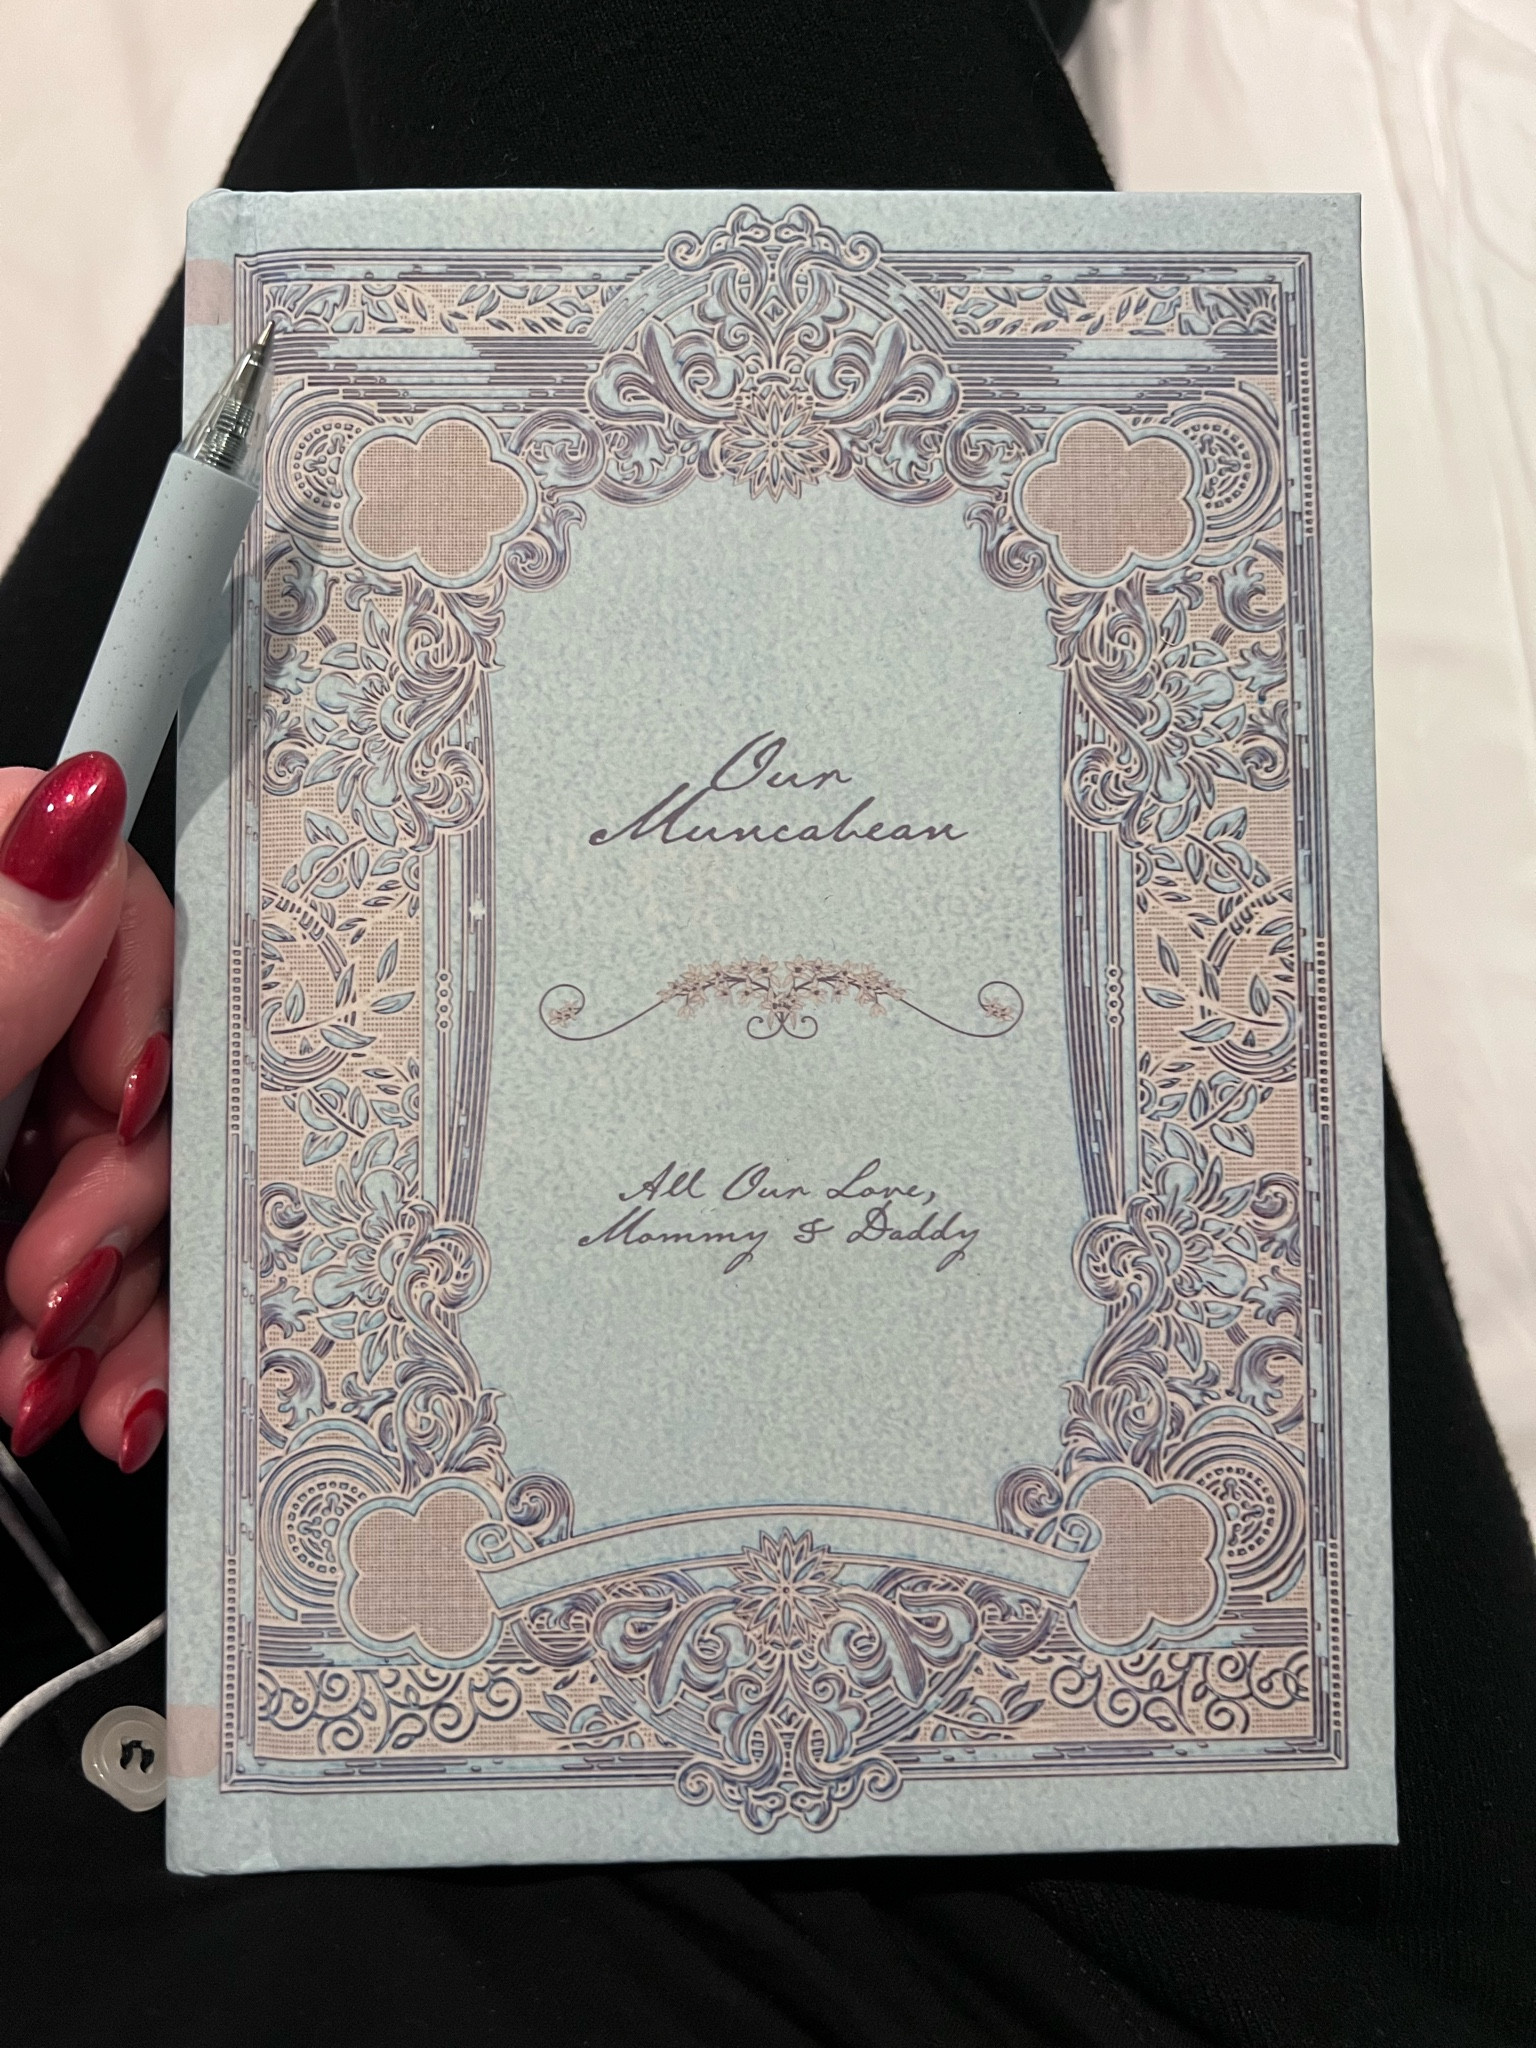 Our
Muncabean
All Our Love,
Mommy & Daddy